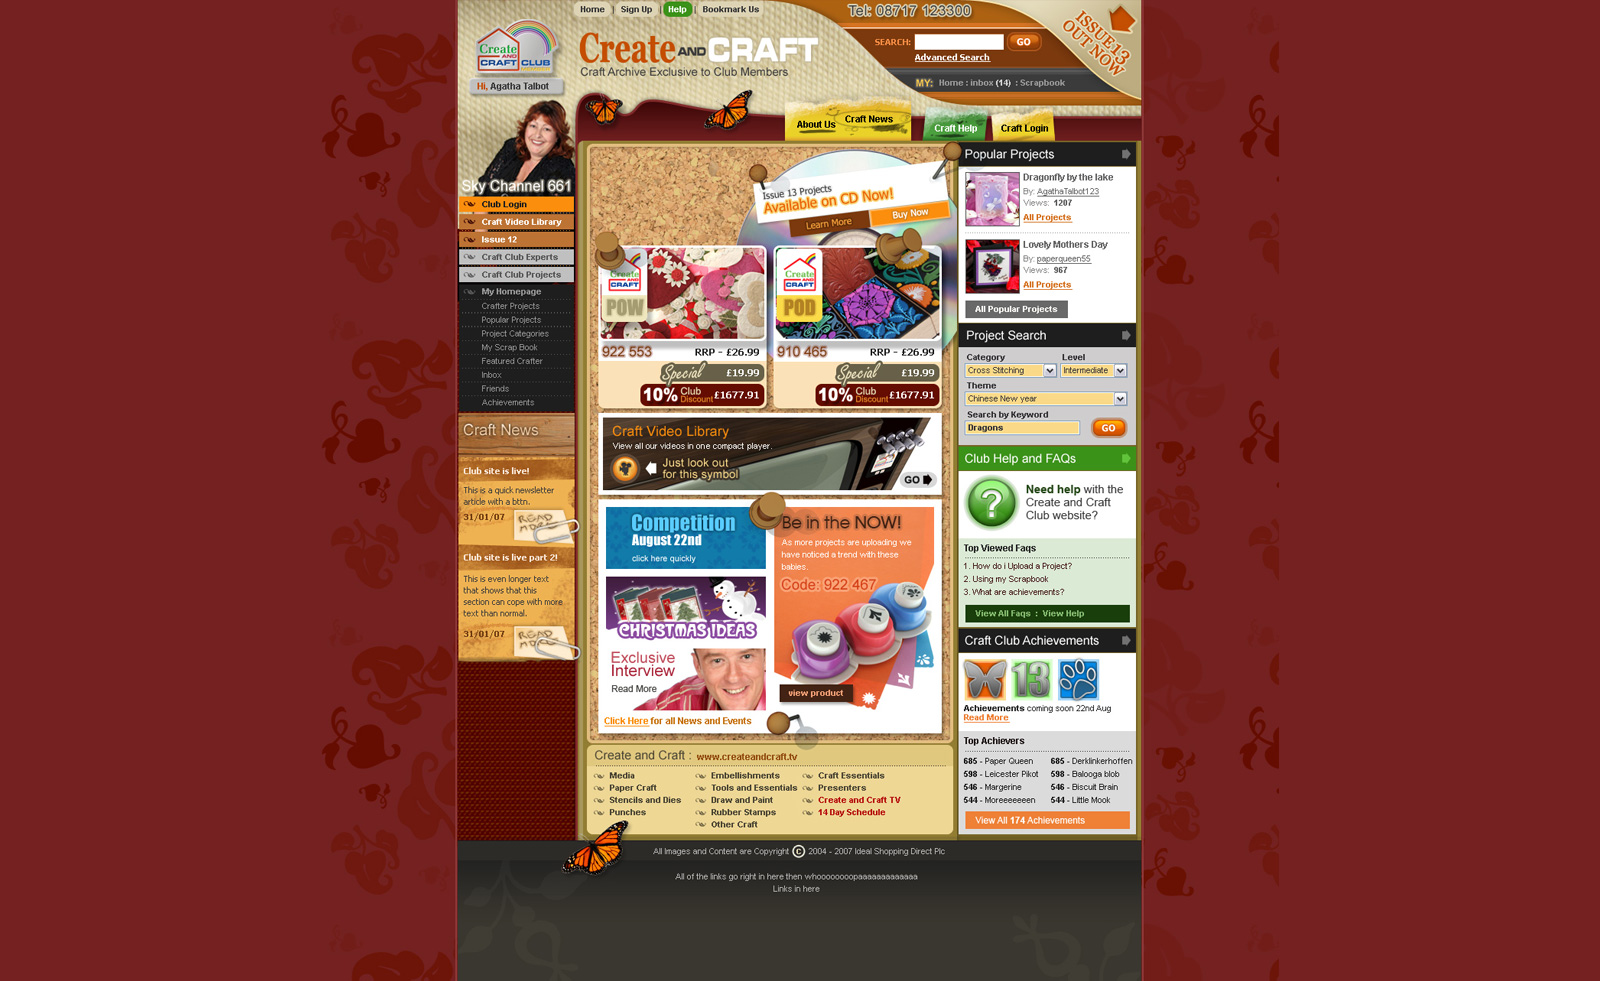 Home | Sign Up | Help | Bookmark Us
Tel: 08717 123300
ISSUE 13
OUT NOW
Create
AND
CRAFT CLUB
Hi, Agatha Talbot
Create AND CRAFT
Craft Archive Exclusive to Club Members
SEARCH: GO
Advanced Search
MY: Home : inbox (14) : Scrapbook
About Us
Craft News
Craft Help
Craft Login
Sky Channel 661
Club Login
Craft Video Library
Issue 12
Craft Club Experts
Craft Club Projects
My Homepage
Crafter Projects
Popular Projects
Project Categories
My Scrap Book
Featured Crafter
Inbox
Friends
Achievements
Craft News
Club site is live!
This is a quick newsletter
article with a bttn.
31/01/07
READ MORE
Club site is live part 2!
This is even longer text
that shows that this
section can cope with more
text than normal.
31/01/07
READ MORE
Issue 13 Projects
Available on CD Now!
Learn More
Buy Now
Create
AND
CRAFT
POW
922 553
RRP - £26.99
Special £19.99
10% Club Discount £1677.91
Create
AND
CRAFT
POD
910 465
RRP - £26.99
Special £19.99
10% Club Discount £1677.91
Craft Video Library
View all our videos in one compact player.
Just look out
for this symbol
GO
Competition
August 22nd
click here quickly
CHRISTMAS IDEAS
Exclusive
Interview
Read More
Click Here for all News and Events
Be in the NOW!
As more projects are uploading we
have noticed a trend with these
babies.
Code: 922 467
view product
Create and Craft : www.createandcraft.tv
Media
Paper Craft
Stencils and Dies
Punches
Embellishments
Tools and Essentials
Draw and Paint
Rubber Stamps
Other Craft
Craft Essentials
Presenters
Create and Craft TV
14 Day Schedule
Popular Projects
Dragonfly by the lake
By: AgathaTalbot123
Views: 1207
All Projects
Lovely Mothers Day
By: paperqueen55
Views: 967
All Projects
All Popular Projects
Project Search
Category Level
Cross Stitching Intermediate
Theme
Chinese New year
Search by Keyword
Dragons GO
Club Help and FAQs
?
Need help with the
Create and Craft
Club website?
Top Viewed Faqs
1. How do i Upload a Project?
2. Using my Scrapbook
3. What are achievements?
View All Faqs : View Help
Craft Club Achievements
13
Achievements coming soon 22nd Aug
Read More
Top Achievers
685 - Paper Queen 685 - Derklinkerhoffen
598 - Leicester Pikot 598 - Balooga blob
546 - Margerine 546 - Biscuit Brain
544 - Moreeeeeeen 544 - Little Mook
View All 174 Achievements
All Images and Content are Copyright © 2004 - 2007 Ideal Shopping Direct Plc
All of the links go right in here then whooooooopaaaaaaaaaaaaa
Links in here